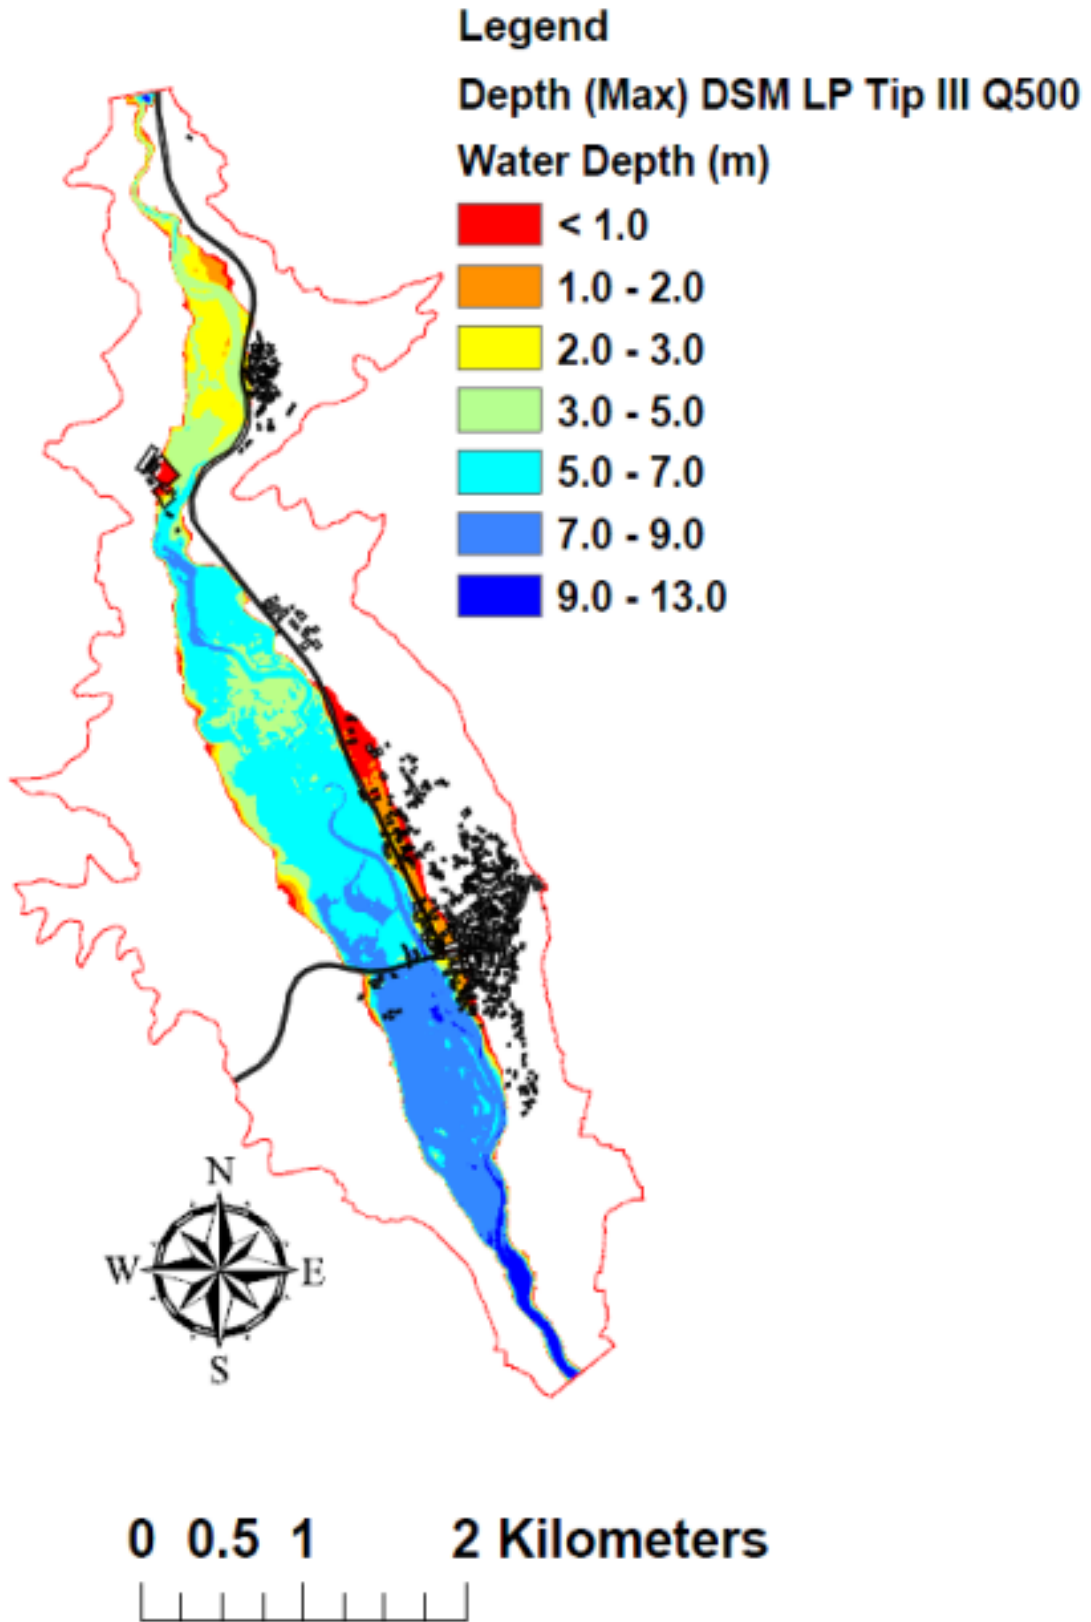 Legend
Depth (Max) DSM LP Tip III Q500
Water Depth (m)
< 1.0
1.0 - 2.0
2.0 - 3.0
3.0 - 5.0
5.0 - 7.0
7.0 - 9.0
9.0 - 13.0
N
W E
S
0 0.5 1 2 Kilometers